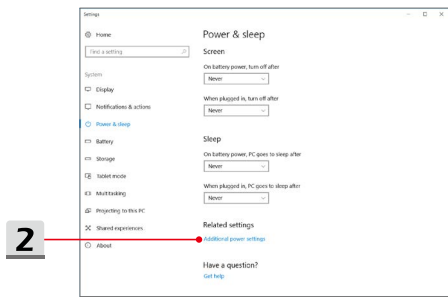 Settings
Home
Find a setting
System
Display
Notifications & actions
Power & sleep
Battery
Storage
Tablet mode
Multitasking
Projecting to this PC
Shared experiences
About
Power & sleep
Screen
On battery power, turn off after
Never
When plugged in, turn off after
Never
Sleep
On battery power, PC goes to sleep after
Never
When plugged in, PC goes to sleep after
Never
Related settings
Additional power settings
Have a question?
Get help
2